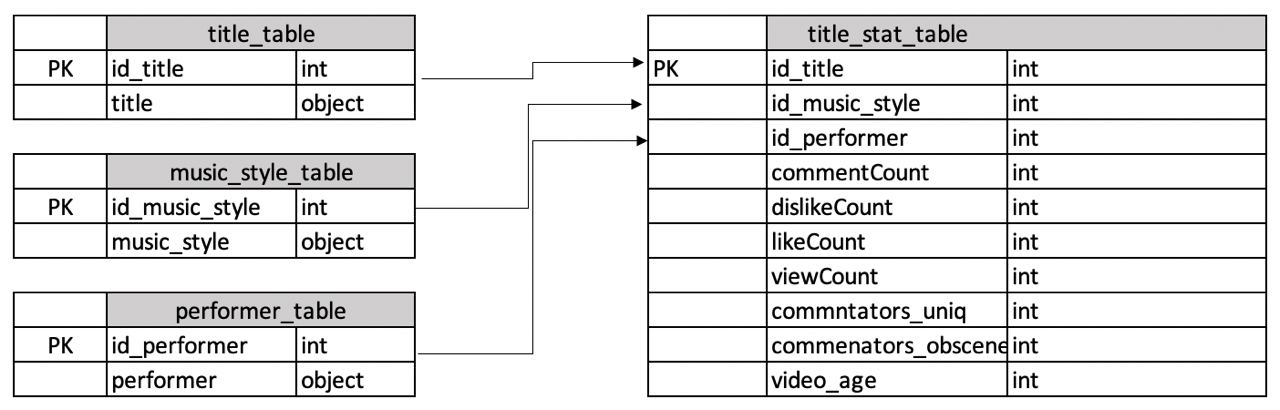 title_table
PK id_title int
title object
music_style_table
PK id_music_style int
music_style object
performer_table
PK id_performer int
performer object
title_stat_table
PK id_title int
id_music_style int
id_performer int
commentCount int
dislikeCount int
likeCount int
viewCount int
commntators_uniq int
commenators_obscene int
video_age int